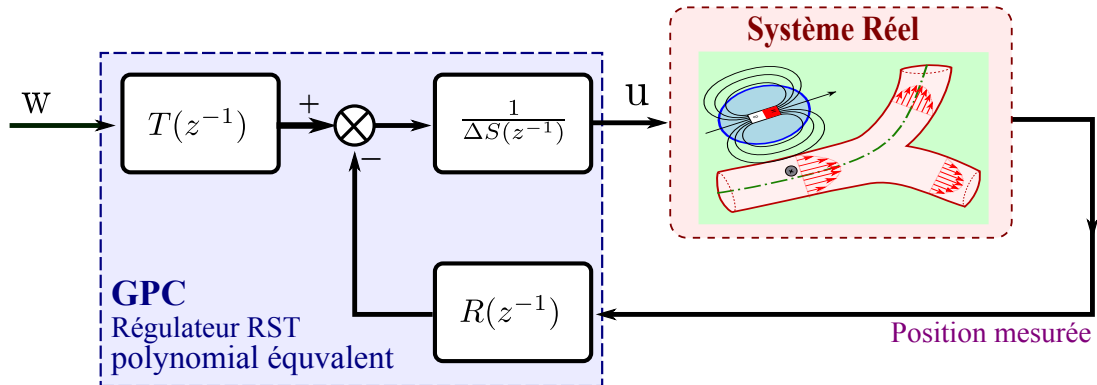 Système Réel
w
T(z⁻¹)
+
−
1
ΔS(z⁻¹)
u
GPC
Régulateur RST
polynomial équvalent
R(z⁻¹)
Position mesurée